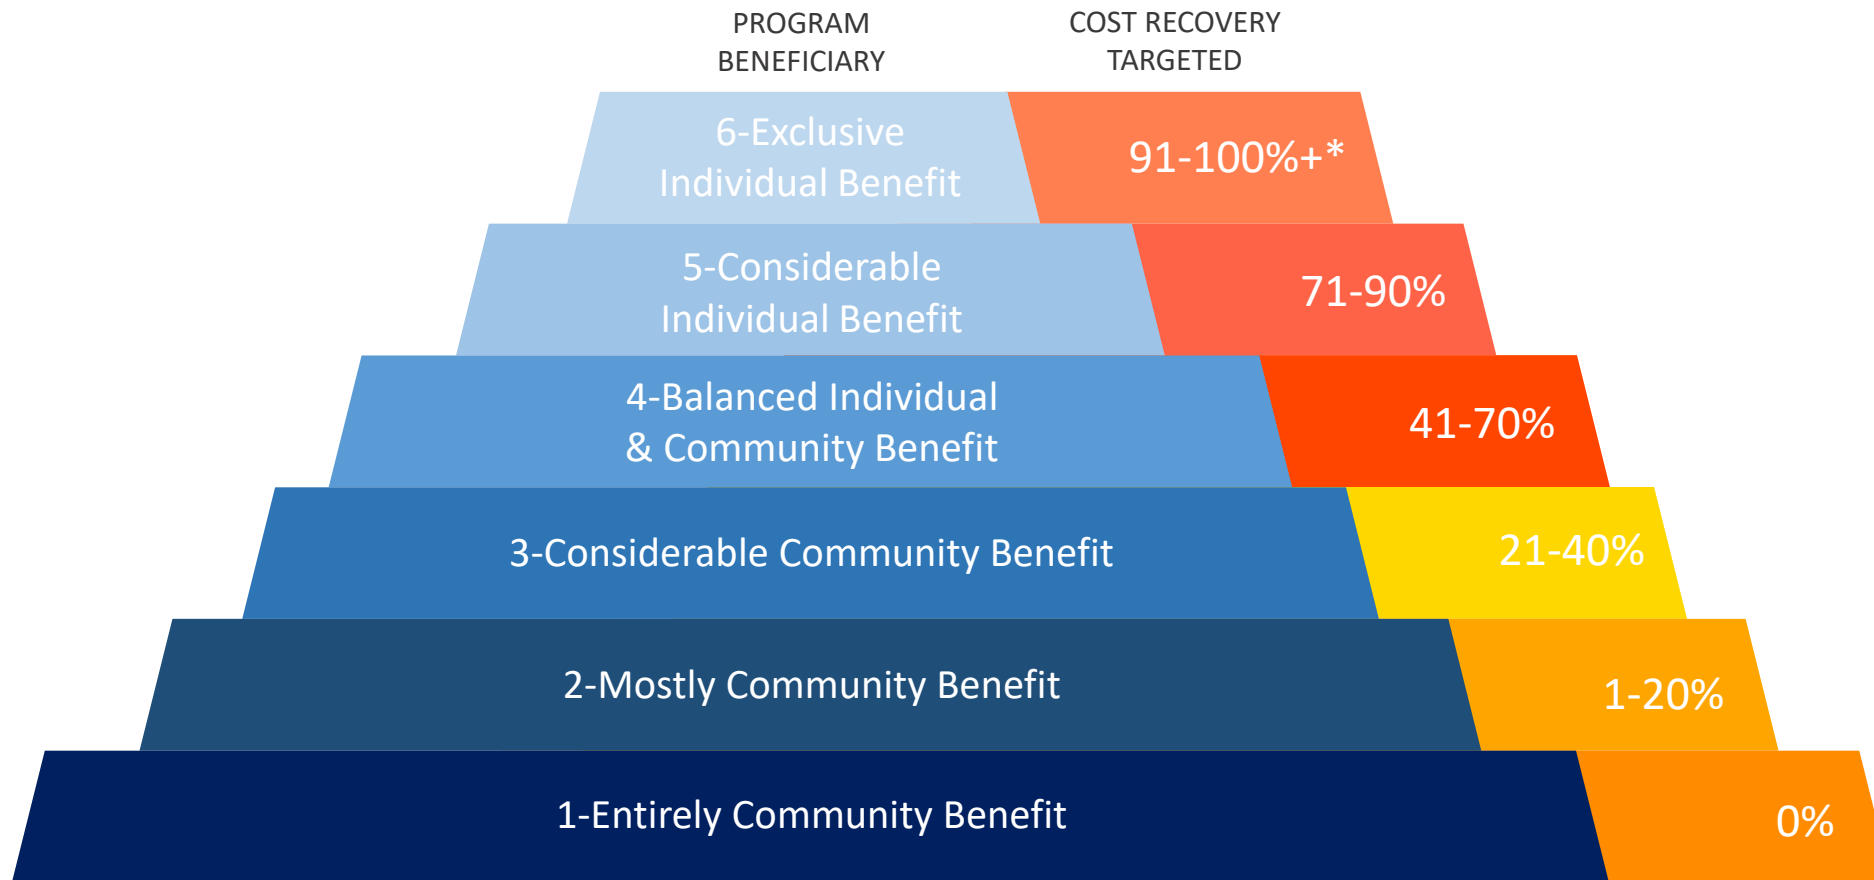 PROGRAM
BENEFICIARY
COST RECOVERY
TARGETED
6-Exclusive
Individual Benefit
91-100%+*
5-Considerable
Individual Benefit
71-90%
4-Balanced Individual
& Community Benefit
41-70%
3-Considerable Community Benefit
21-40%
2-Mostly Community Benefit
1-20%
1-Entirely Community Benefit
0%